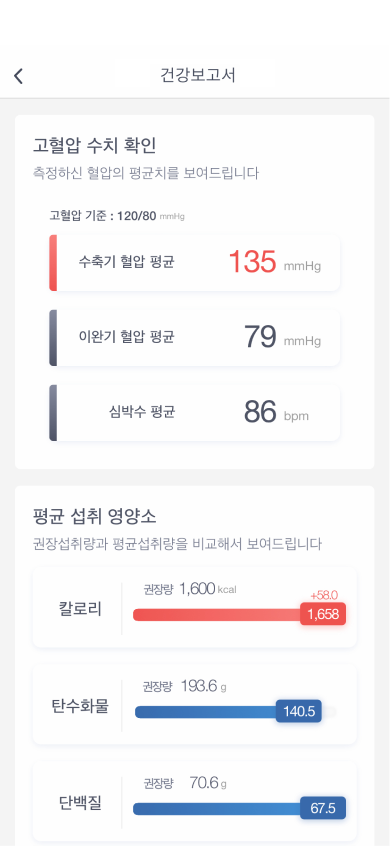 건강보고서
고혈압 수치 확인
측정하신 혈압의 평균치를 보여드립니다
고혈압 기준 : 120/80 mmHg
수축기 혈압 평균 135 mmHg
이완기 혈압 평균 79 mmHg
심박수 평균 86 bpm
평균 섭취 영양소
권장섭취량과 평균섭취량을 비교해서 보여드립니다
칼로리
권장량 1,600 kcal
+58.0
1,658
탄수화물
권장량 193.6 g
140.5
단백질
권장량 70.6 g
67.5